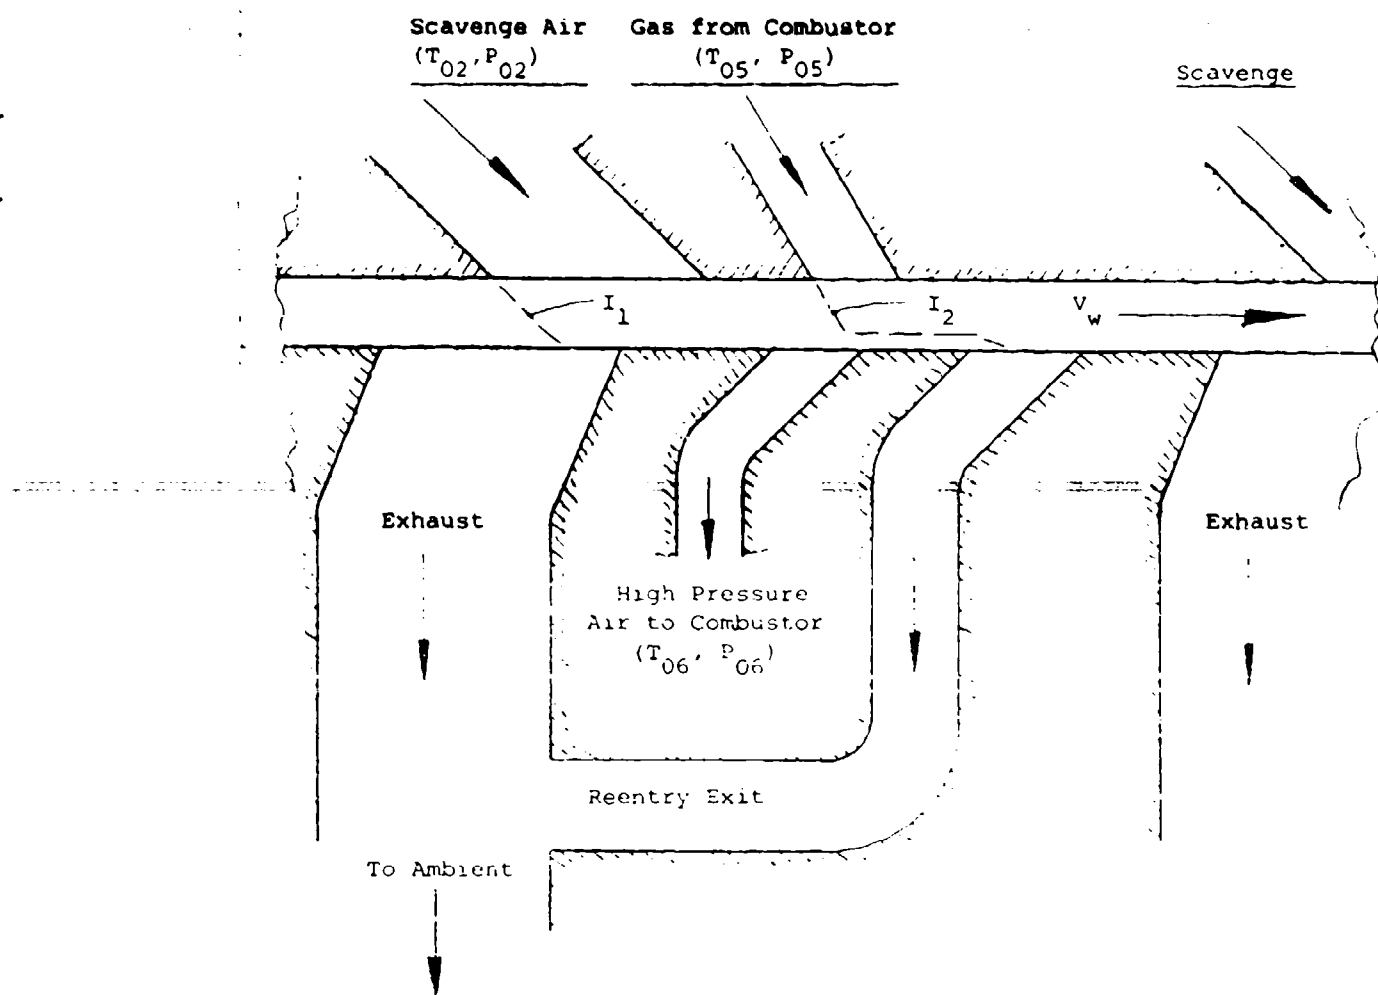 Scavenge Air
(T02, P02)
Gas from Combustor
(T05, P05)
Scavenge
I1
I2
Vw
Exhaust
Exhaust
High Pressure
Air to Combustor
(T06, P06)
Reentry Exit
To Ambient